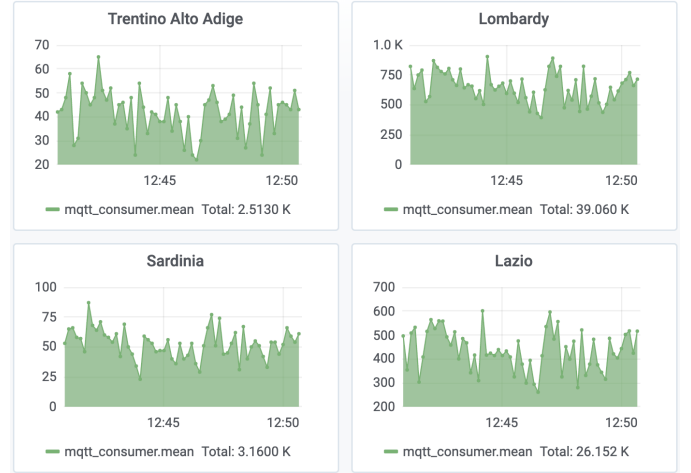 Trentino Alto Adige
70
60
50
40
30
20
12:45 12:50
mqtt_consumer.mean Total: 2.5130 K
Lombardy
1.0 K
750
500
250
0
12:45 12:50
mqtt_consumer.mean Total: 39.060 K
Sardinia
100
75
50
25
0
12:45 12:50
mqtt_consumer.mean Total: 3.1600 K
Lazio
700
600
500
400
300
200
12:45 12:50
mqtt_consumer.mean Total: 26.152 K